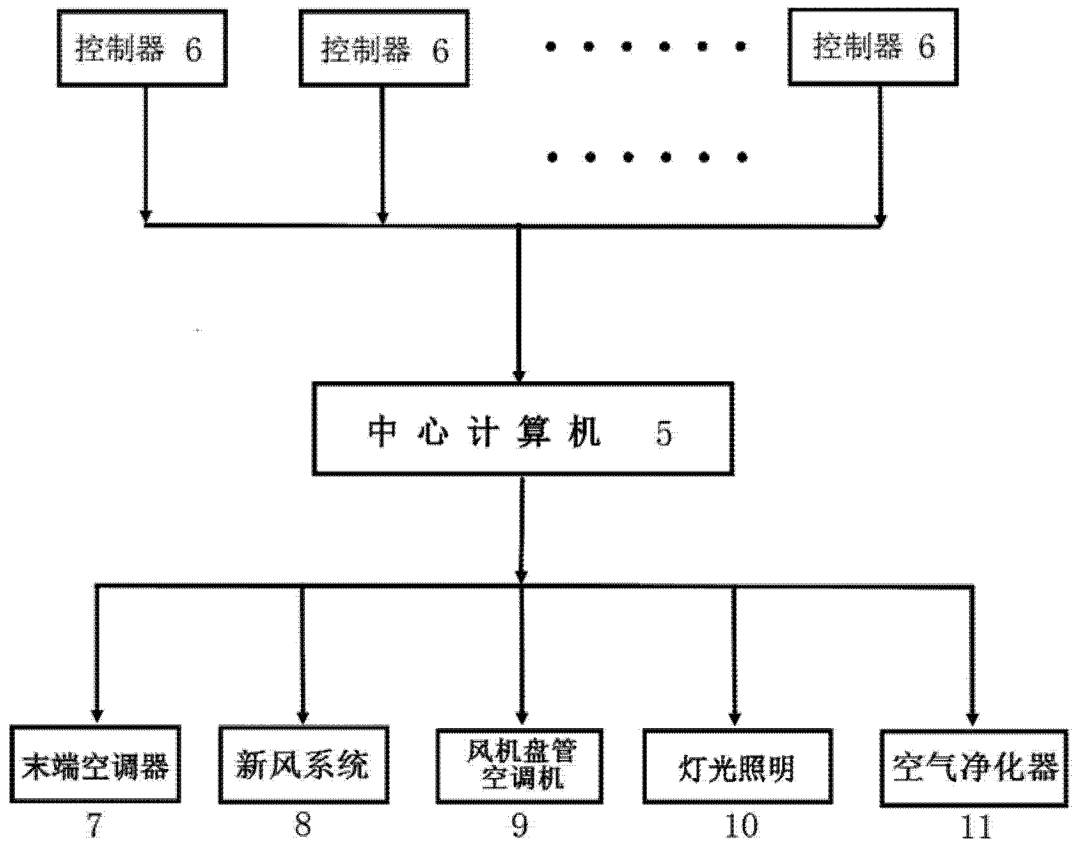 控制器 6
控制器 6
······
控制器 6
······
中心计算机 5
末端空调器
新风系统
风机盘管
空调机
灯光照明
空气净化器
7
8
9
10
11